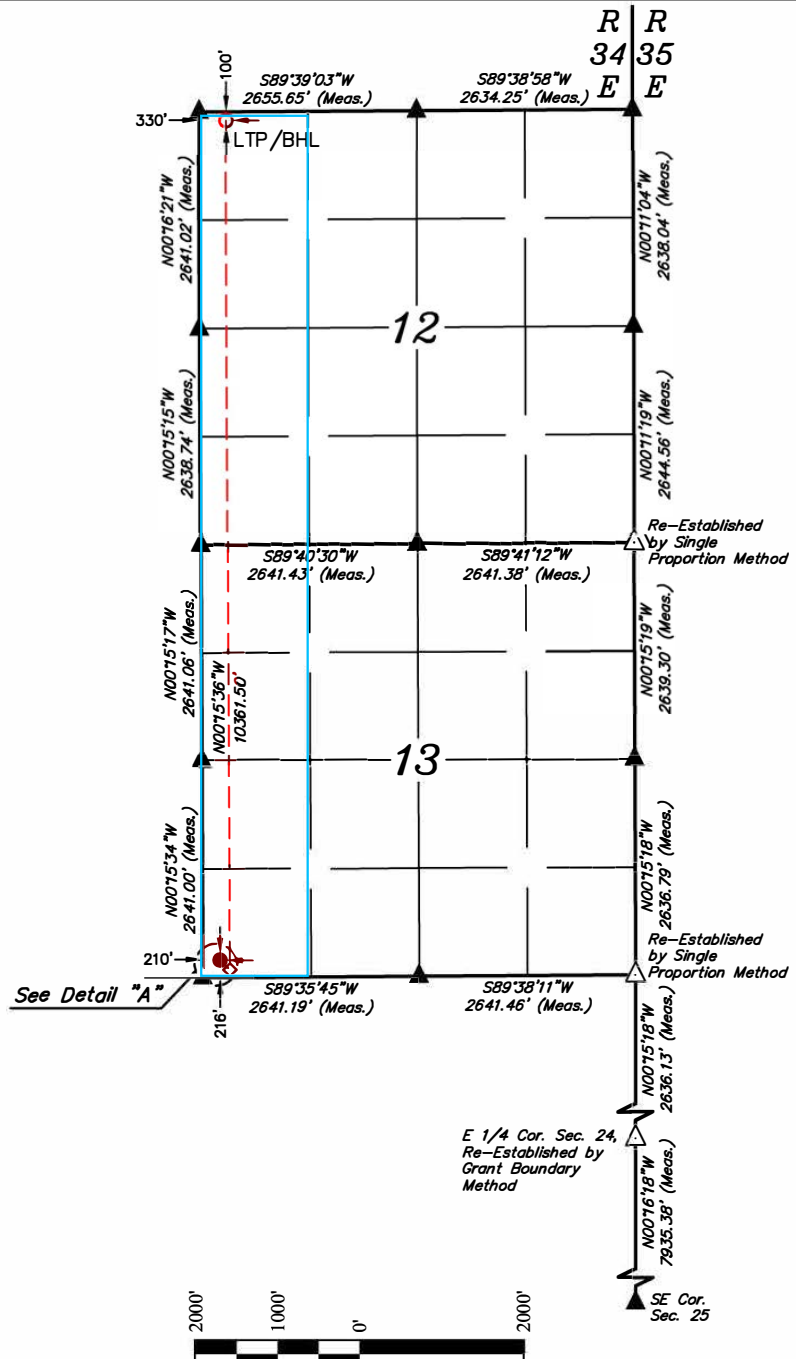 R R
34 35
E E
100'
S89°39'03"W
2655.65' (Meas.)
S89°38'58"W
2634.25' (Meas.)
330'
LTP/BHL
N00°16'21"W
2641.02' (Meas.)
N00°11'04"W
2638.04' (Meas.)
12
N00°15'15"W
2638.74' (Meas.)
N00°11'19"W
2644.56' (Meas.)
Re-Established
by Single
Proportion Method
S89°40'30"W
2641.43' (Meas.)
S89°41'12"W
2641.38' (Meas.)
N00°15'17"W
2641.06' (Meas.)
N00°15'36"W
10361.50'
N00°15'19"W
2639.30' (Meas.)
13
N00°15'34"W
2641.00' (Meas.)
N00°15'18"W
2636.79' (Meas.)
Re-Established
by Single
Proportion Method
210'
See Detail "A"
216'
S89°35'45"W
2641.19' (Meas.)
S89°38'11"W
2641.46' (Meas.)
N00°15'18"W
2636.13' (Meas.)
E 1/4 Cor. Sec. 24,
Re-Established by
Grant Boundary
Method
N00°16'18"W
7935.38' (Meas.)
SE Cor.
Sec. 25
2000'
1000'
0'
2000'